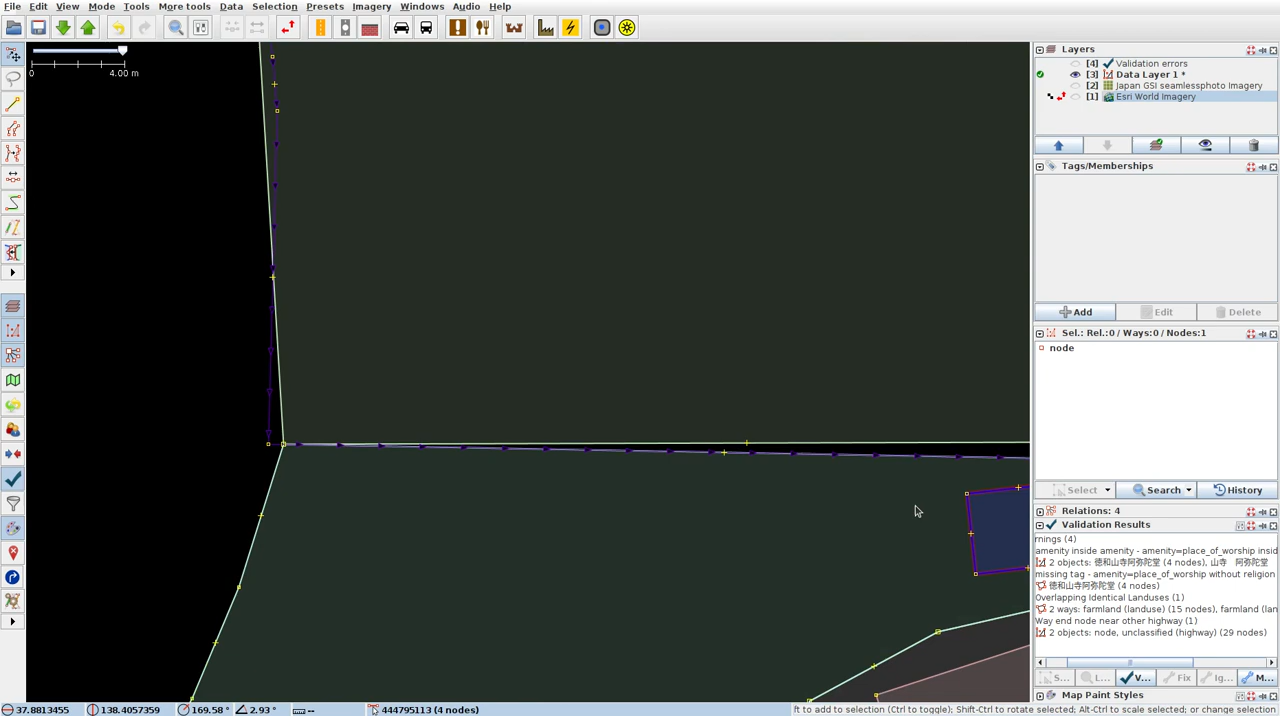 File Edit View Mode Tools More tools Data Selection Presets Imagery Windows Audio Help
0 4.00 m
Layers
[4] Validation errors
[3] Data Layer 1 *
[2] Japan GSI seamlessphoto Imagery
[1] Esri World Imagery
Tags/Memberships
Add Edit Delete
Sel.: Rel.:0 / Ways:0 / Nodes:1
node
Select Search History
Relations: 4
Validation Results
rnings (4)
amenity inside amenity - amenity=place_of_worship insid
2 objects: 徳和山寺阿弥陀堂 (4 nodes), 山寺 阿弥陀堂
missing tag - amenity=place_of_worship without religion
徳和山寺阿弥陀堂 (4 nodes)
Overlapping Identical Landuses (1)
2 ways: farmland (landuse) (15 nodes), farmland (lan
Way end node near other highway (1)
2 objects: node, unclassified (highway) (29 nodes)
S... L... V... Fix Ig... M...
Map Paint Styles
37.8813455 138.4057359 169.58 ° 2.93 ° -- 444795113 (4 nodes) ft to add to selection (Ctrl to toggle); Shift-Ctrl to rotate selected; Alt-Ctrl to scale selected; or change selection